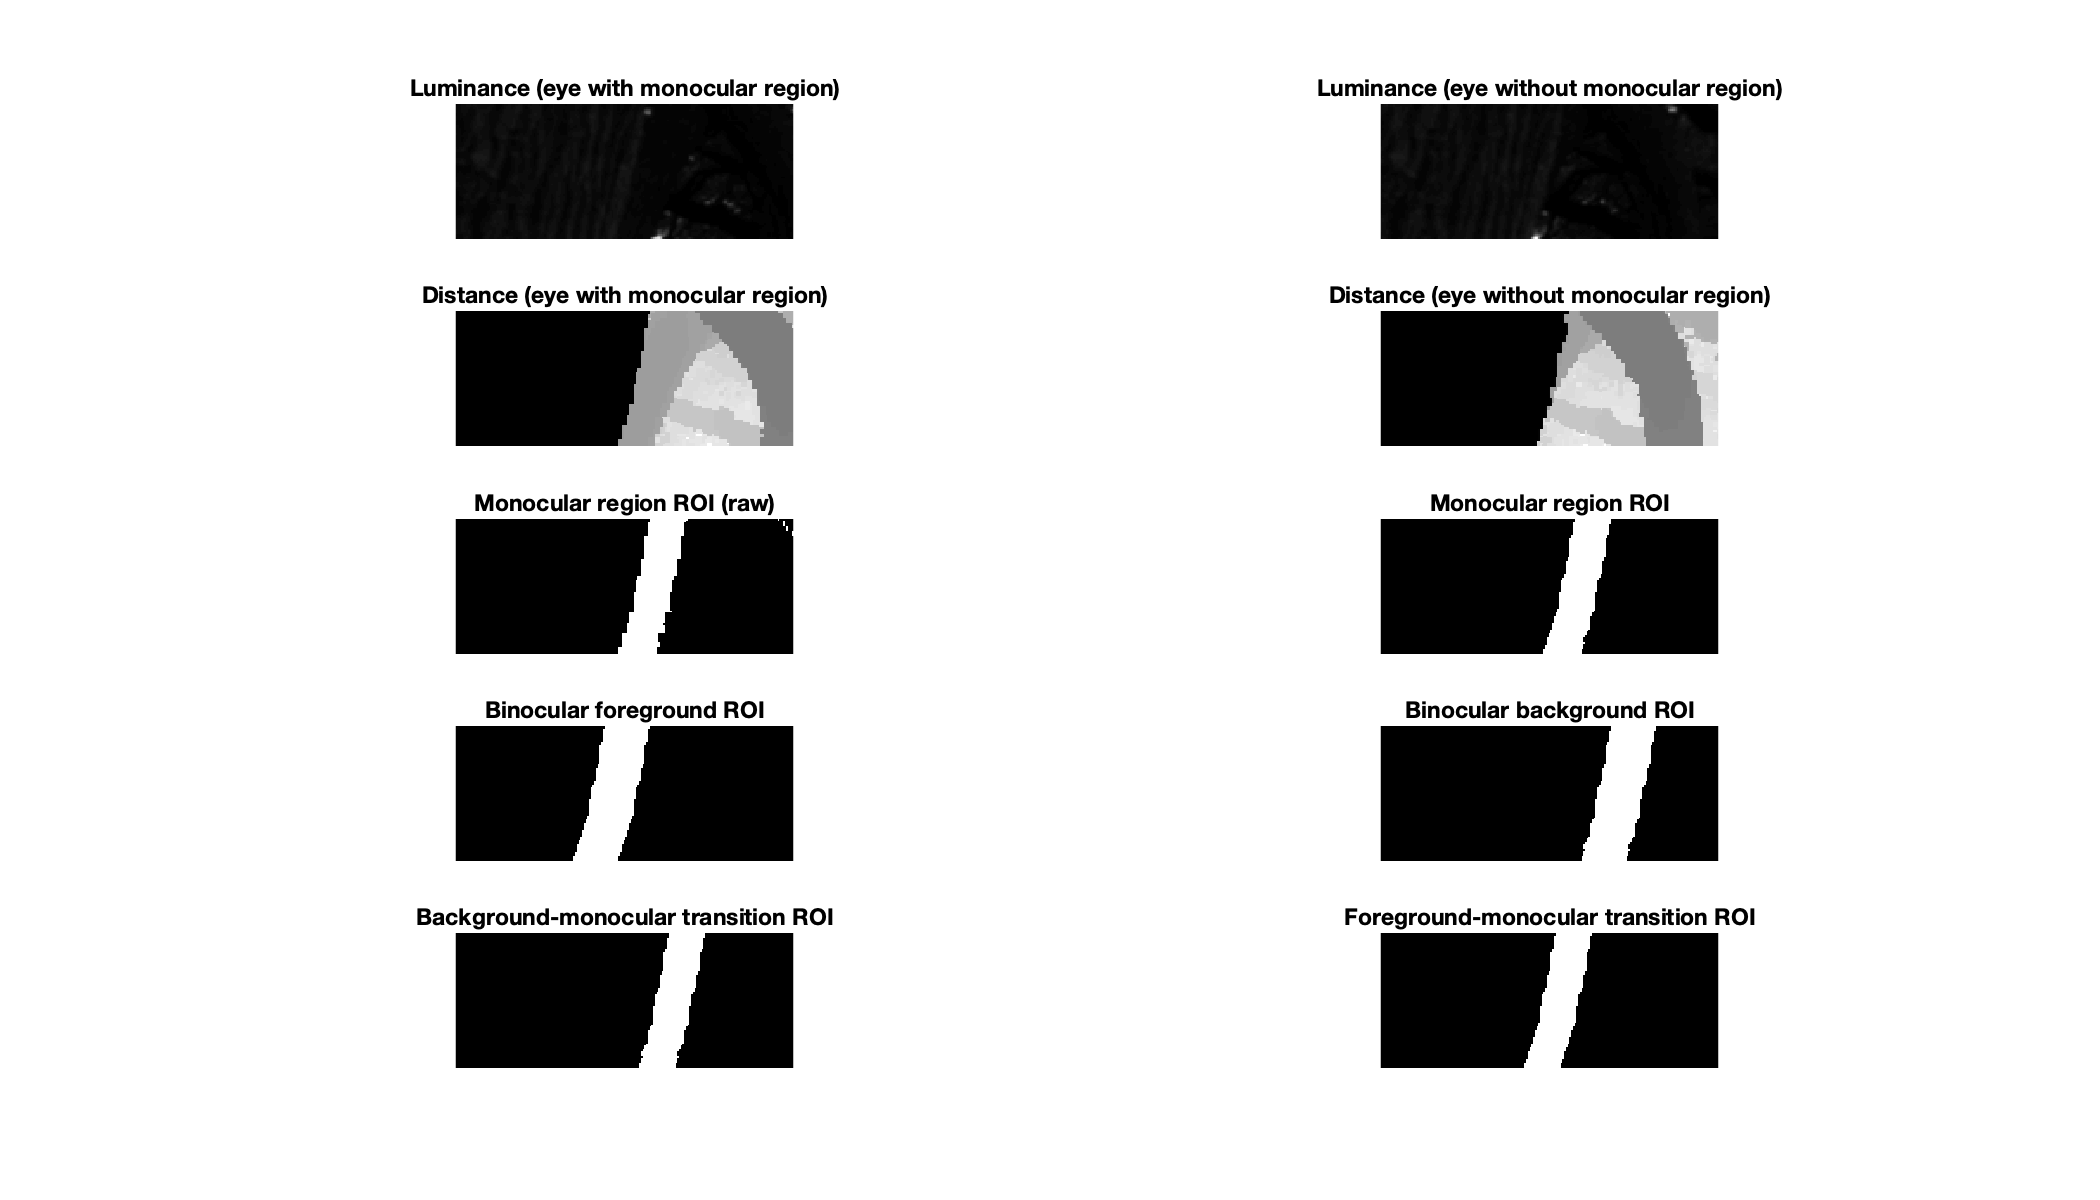 Luminance (eye with monocular region)
Luminance (eye without monocular region)
Distance (eye with monocular region)
Distance (eye without monocular region)
Monocular region ROI (raw)
Monocular region ROI
Binocular foreground ROI
Binocular background ROI
Background-monocular transition ROI
Foreground-monocular transition ROI